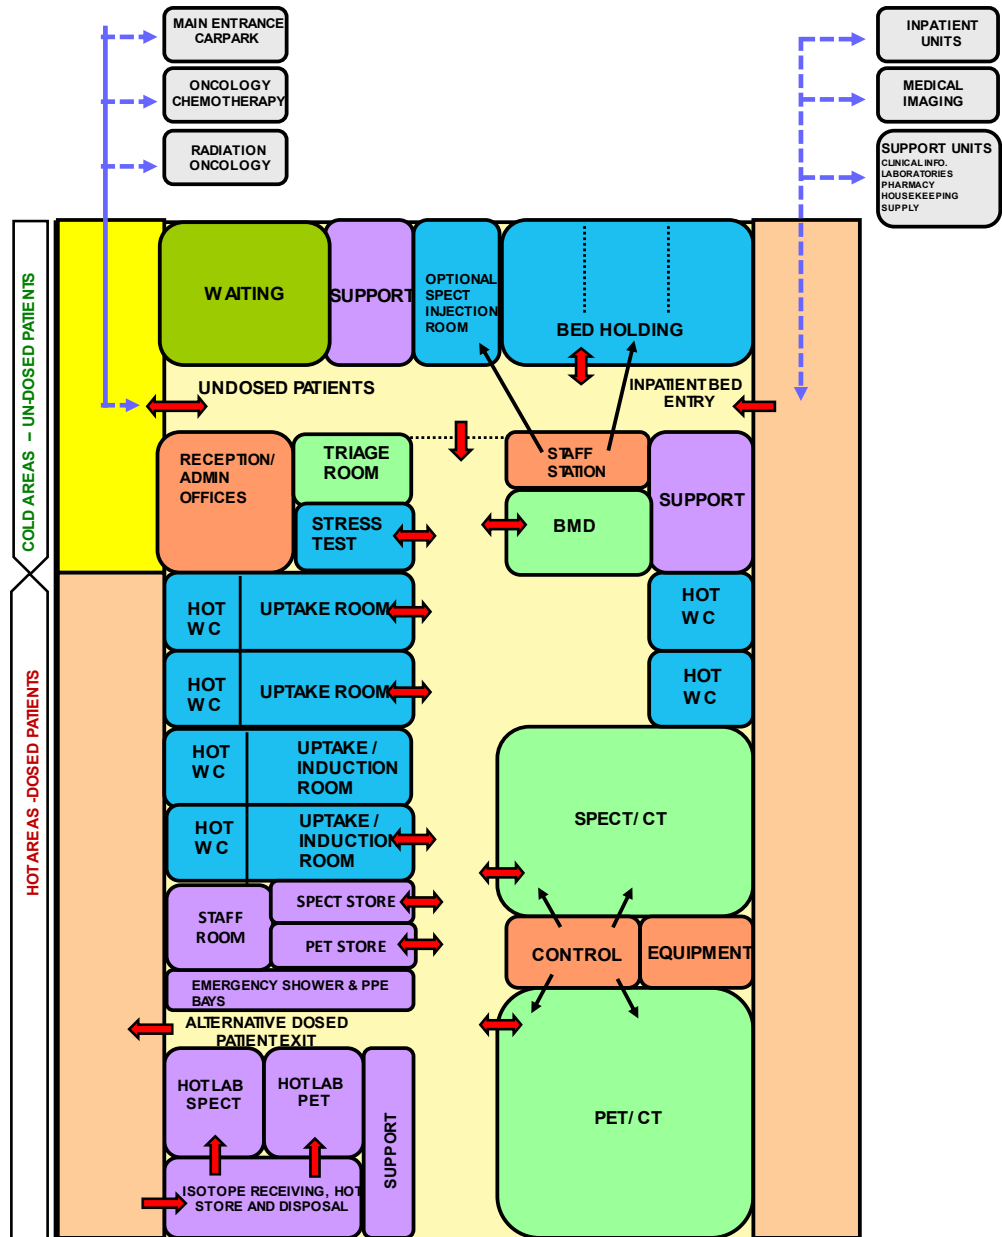 MAIN ENTRANCE
CARPARK
ONCOLOGY
CHEMOTHERAPY
RADIATION
ONCOLOGY
INPATIENT
UNITS
MEDICAL
IMAGING
SUPPORT UNITS
CLINICAL INFO.
LABORATORIES
PHARMACY
HOUSEKEEPING
SUPPLY
COLD AREAS – UN-DOSED PATIENTS
HOT AREAS -DOSED PATIENTS
WAITING
SUPPORT
OPTIONAL
SPECT
INJECTION
ROOM
BED HOLDING
UNDOSED PATIENTS
INPATIENT BED
ENTRY
RECEPTION/
ADMIN
OFFICES
TRIAGE
ROOM
STAFF
STATION
SUPPORT
STRESS
TEST
BMD
HOT
WC
UPTAKE ROOM
HOT
WC
HOT
WC
UPTAKE ROOM
HOT
WC
HOT
WC
UPTAKE /
INDUCTION
ROOM
HOT
WC
UPTAKE /
INDUCTION
ROOM
SPECT/ CT
STAFF
ROOM
SPECT STORE
PET STORE
CONTROL
EQUIPMENT
EMERGENCY SHOWER & PPE
BAYS
ALTERNATIVE DOSED
PATIENT EXIT
HOT LAB
SPECT
HOT LAB
PET
SUPPORT
PET/ CT
ISOTOPE RECEIVING, HOT
STORE AND DISPOSAL